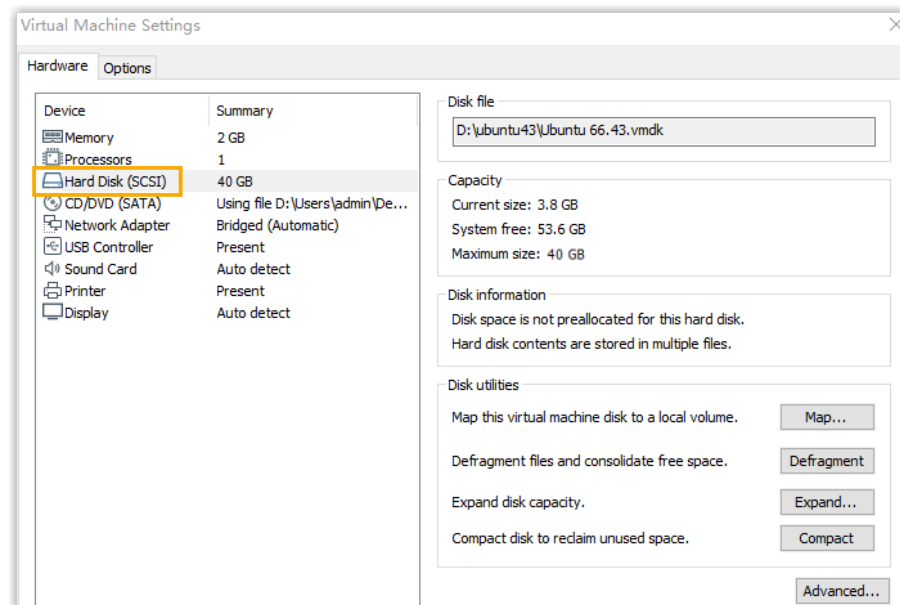 Virtual Machine Settings
Hardware Options
Device Summary
Memory 2 GB
Processors 1
Hard Disk (SCSI) 40 GB
CD/DVD (SATA) Using file D:\Users\admin\De...
Network Adapter Bridged (Automatic)
USB Controller Present
Sound Card Auto detect
Printer Present
Display Auto detect
Disk file
D:\ubuntu43\Ubuntu 66.43.vmdk
Capacity
Current size: 3.8 GB
System free: 53.6 GB
Maximum size: 40 GB
Disk information
Disk space is not preallocated for this hard disk.
Hard disk contents are stored in multiple files.
Disk utilities
Map this virtual machine disk to a local volume. Map...
Defragment files and consolidate free space. Defragment
Expand disk capacity. Expand...
Compact disk to reclaim unused space. Compact
Advanced...